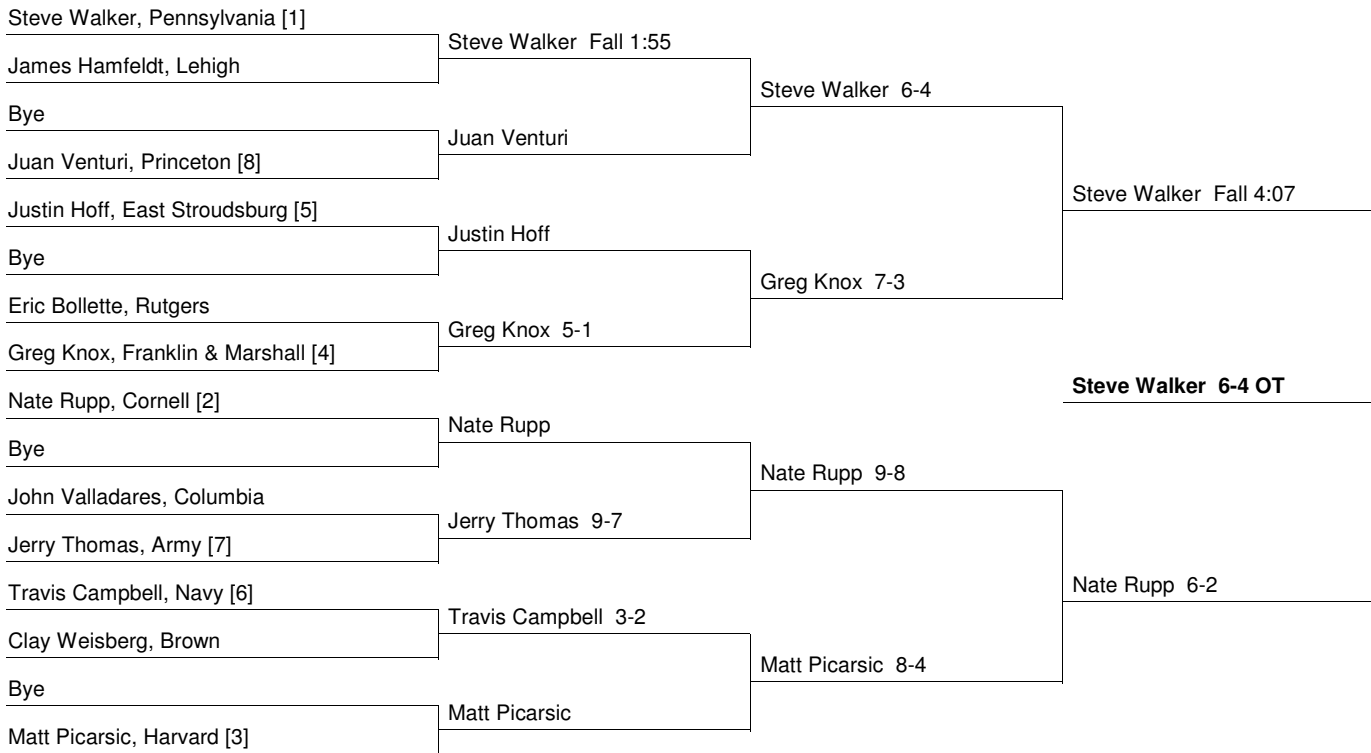 Steve Walker, Pennsylvania [1]
James Hamfeldt, Lehigh
Bye
Juan Venturi, Princeton [8]
Justin Hoff, East Stroudsburg [5]
Bye
Eric Bollette, Rutgers
Greg Knox, Franklin & Marshall [4]
Nate Rupp, Cornell [2]
Bye
John Valladares, Columbia
Jerry Thomas, Army [7]
Travis Campbell, Navy [6]
Clay Weisberg, Brown
Bye
Matt Picarsic, Harvard [3]
Steve Walker Fall 1:55
Juan Venturi
Justin Hoff
Greg Knox 5-1
Nate Rupp
Jerry Thomas 9-7
Travis Campbell 3-2
Matt Picarsic
Steve Walker 6-4
Greg Knox 7-3
Nate Rupp 9-8
Matt Picarsic 8-4
Steve Walker Fall 4:07
Steve Walker 6-4 OT
Nate Rupp 6-2